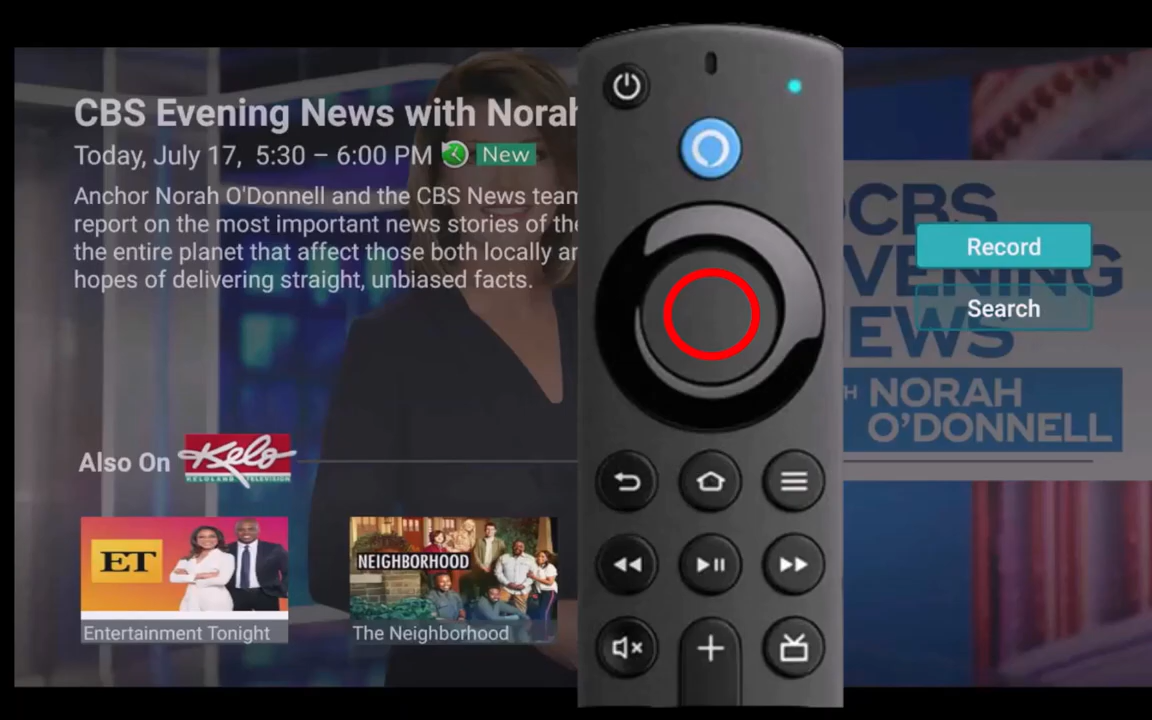 CBS Evening News with Norah
Today, July 17, 5:30 – 6:00 PM New
Anchor Norah O'Donnell and the CBS News team
report on the most important news stories of the
the entire planet that affect those both locally
hopes of delivering straight, unbiased facts.
CBS
EVENING
NEWS
NORAH
O'DONNELL
Record
Search
Also On Kelo
KELOLAND TELEVISION
ET
NEIGHBORHOOD
Entertainment Tonight
The Neighborhood